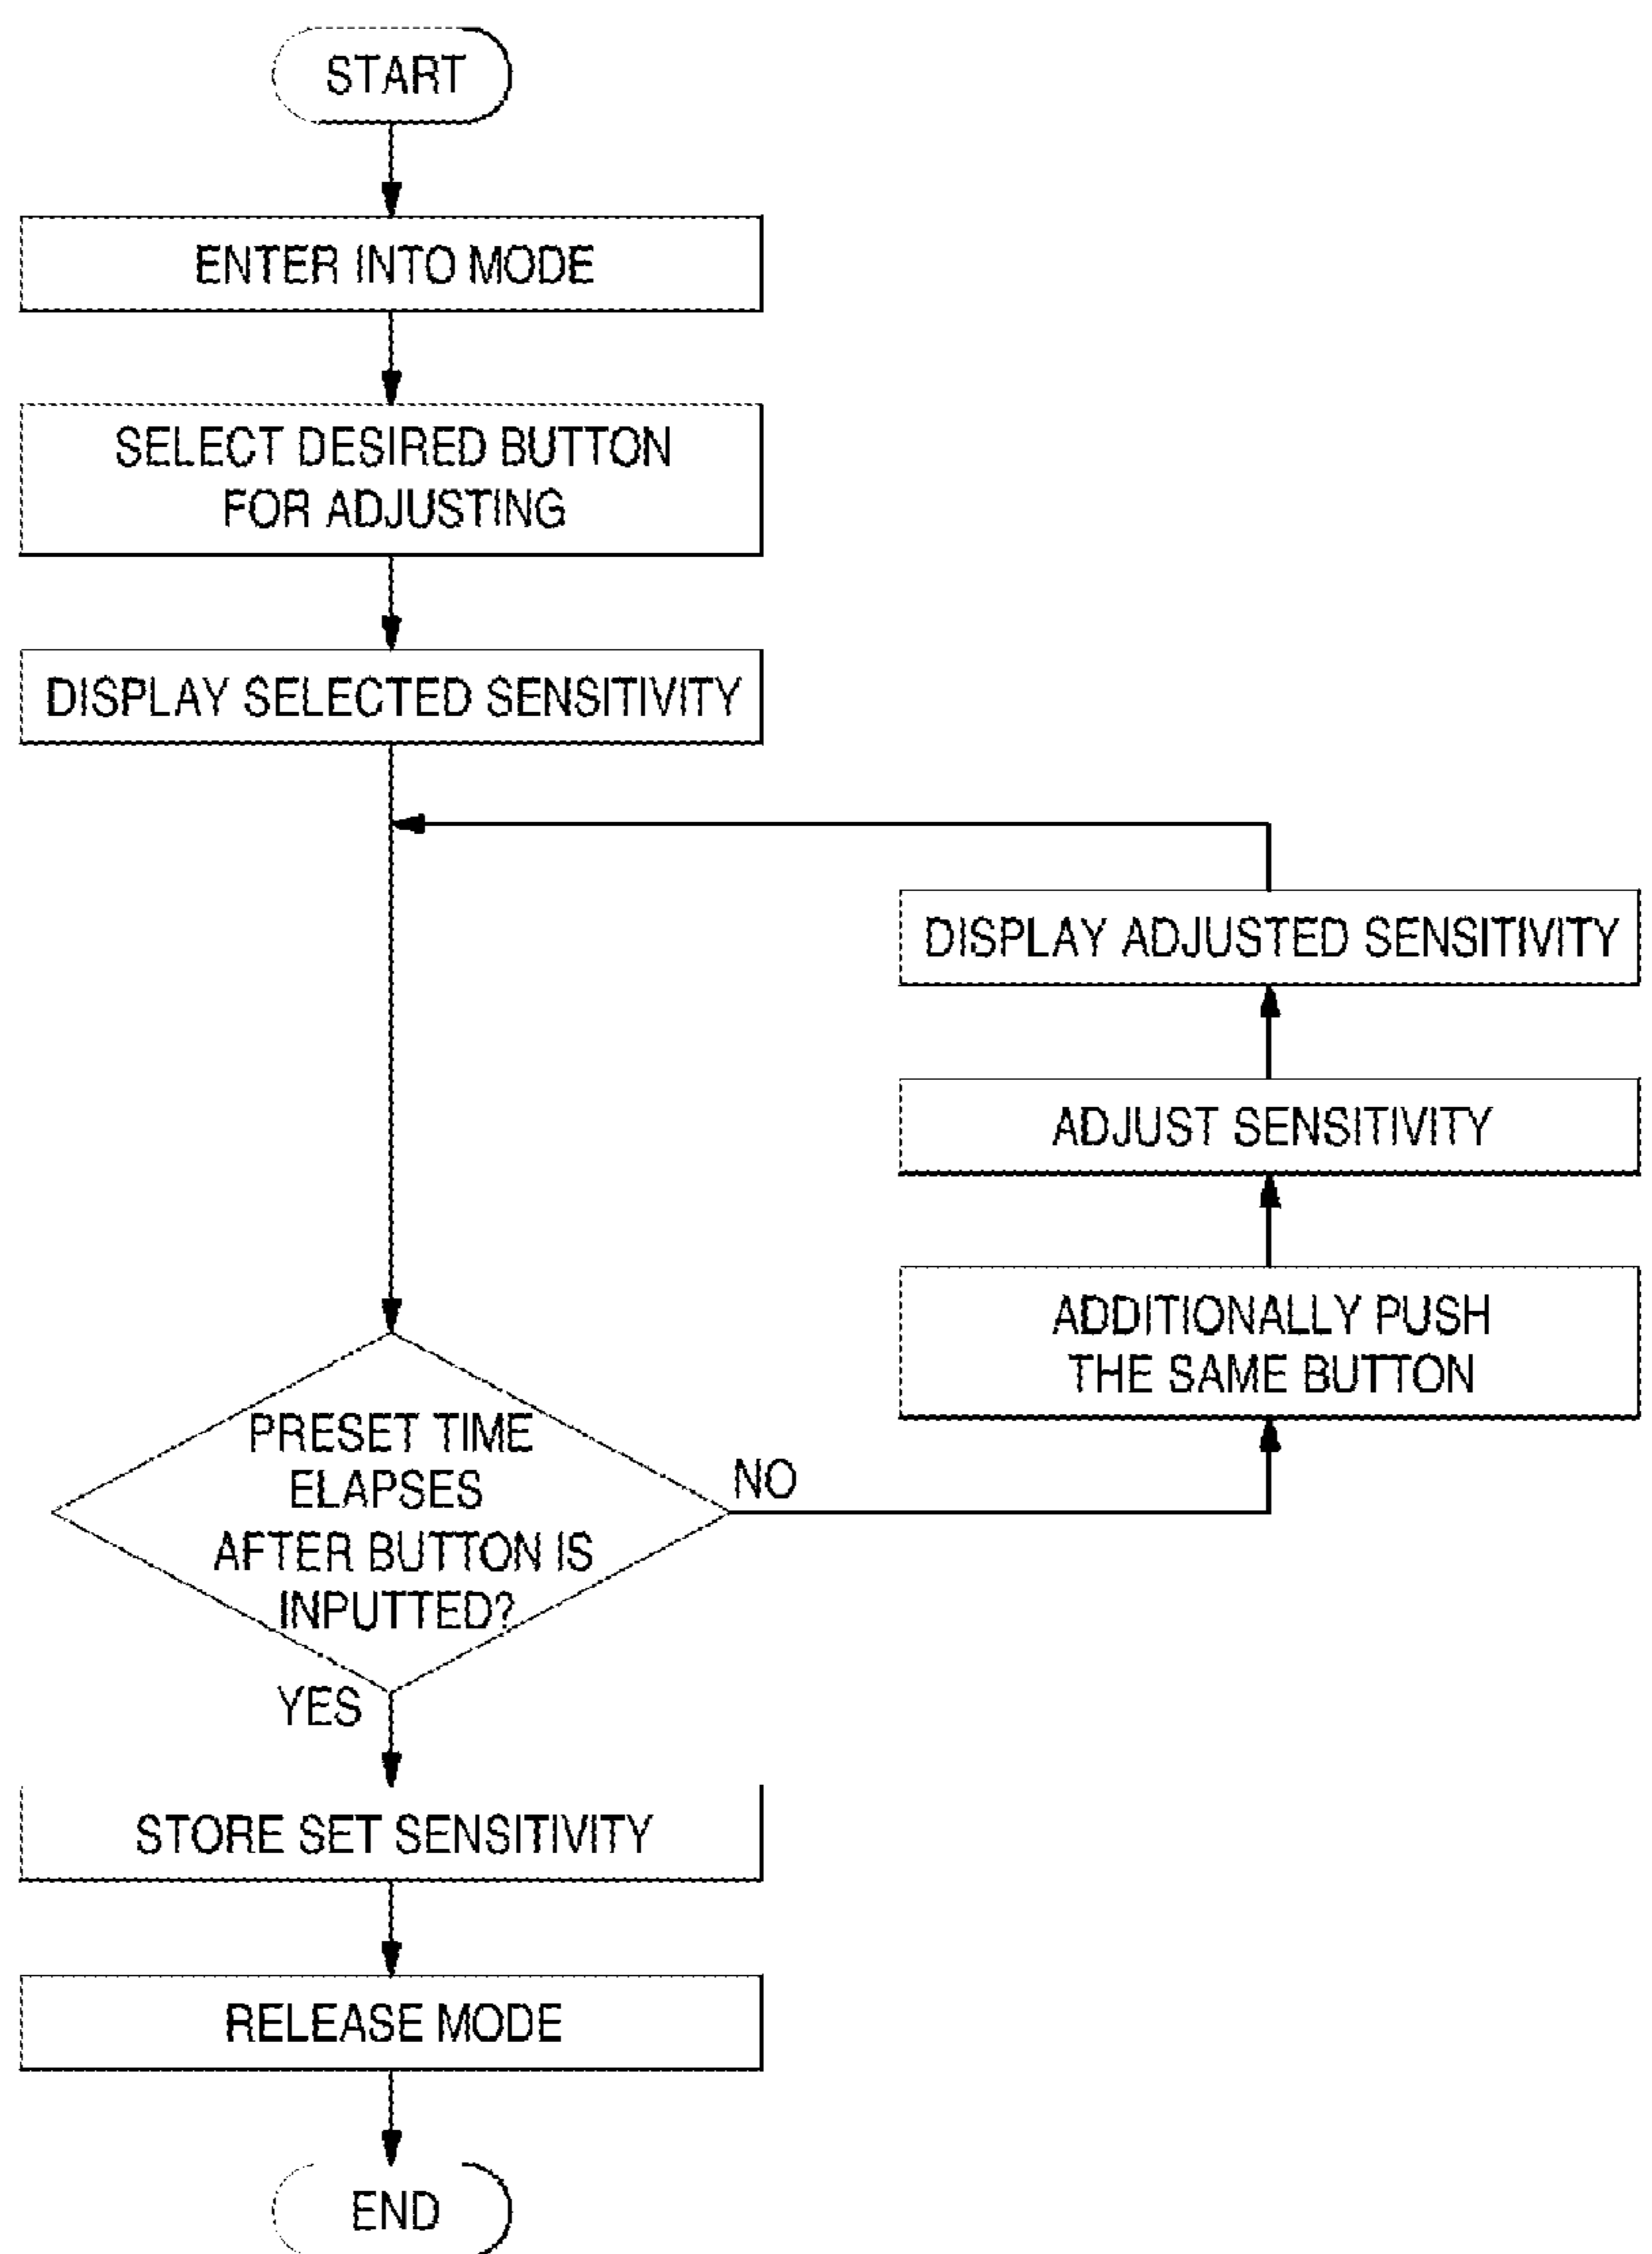 START
ENTER INTO MODE
SELECT DESIRED BUTTON
FOR ADJUSTING
DISPLAY SELECTED SENSITIVITY
DISPLAY ADJUSTED SENSITIVITY
ADJUST SENSITIVITY
ADDITIONALLY PUSH
THE SAME BUTTON
PRESET TIME
ELAPSES
AFTER BUTTON IS
INPUTTED?
NO
YES
STORE SET SENSITIVITY
RELEASE MODE
END